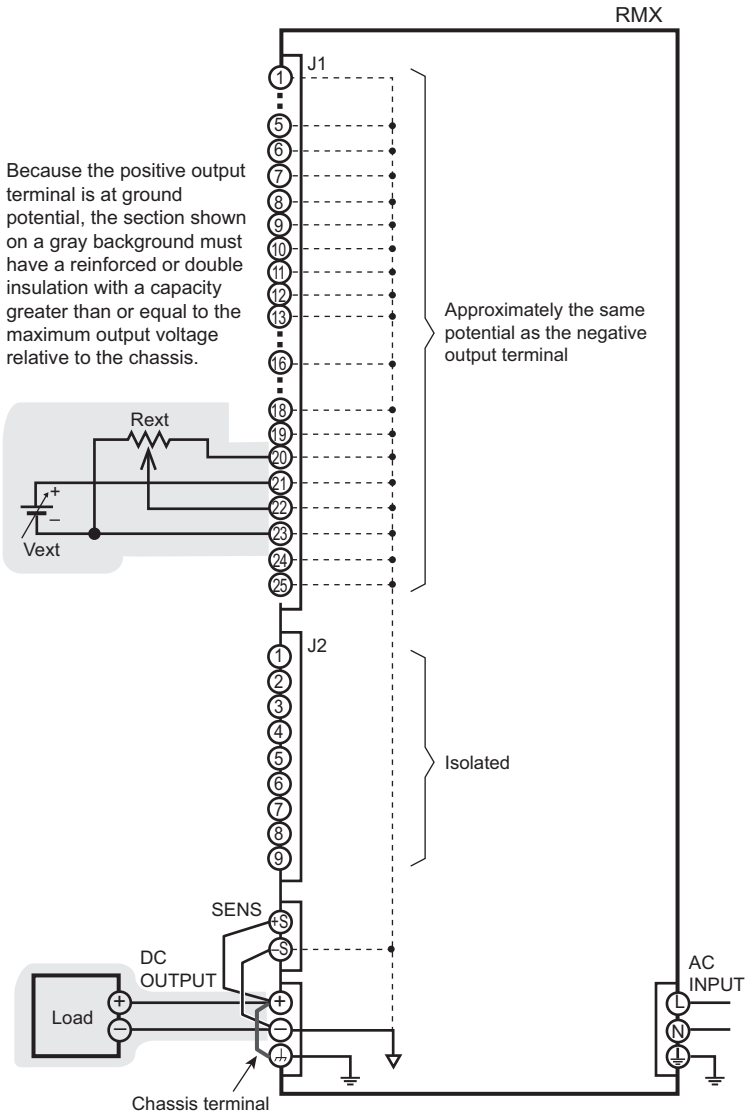 RMX
J1
1
5
6
7
8
9
10
11
12
13
16
18
19
20
21
22
23
24
25
Because the positive output
terminal is at ground
potential, the section shown
on a gray background must
have a reinforced or double
insulation with a capacity
greater than or equal to the
maximum output voltage
relative to the chassis.
Approximately the same
potential as the negative
output terminal
Rext
+
–
Vext
J2
1
2
3
4
5
6
7
8
9
Isolated
SENS
+S
–S
DC
OUTPUT
Load
+
–
+
–
Chassis terminal
AC
INPUT
L
N